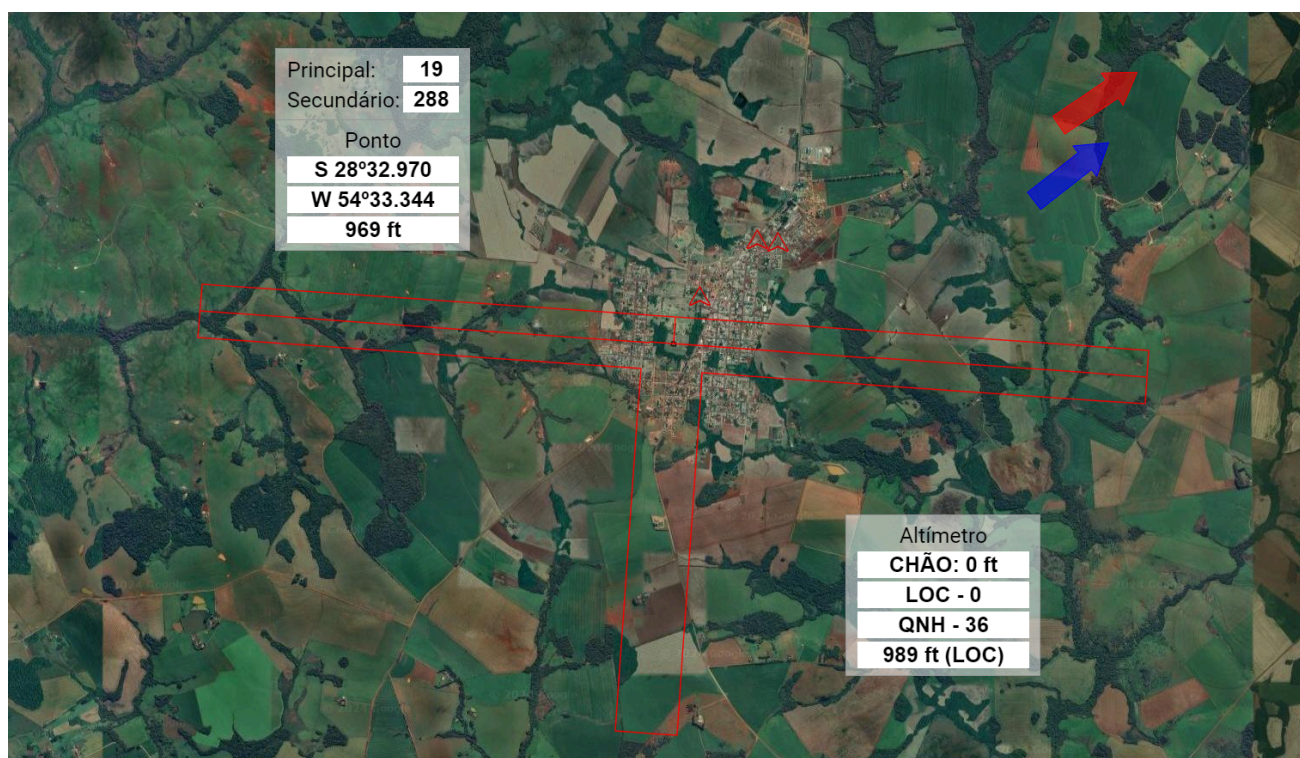 Principal: 19
Secundário: 288
Ponto
S 28º32.970
W 54º33.344
969 ft
Altímetro
CHÃO: 0 ft
LOC - 0
QNH - 36
989 ft (LOC)